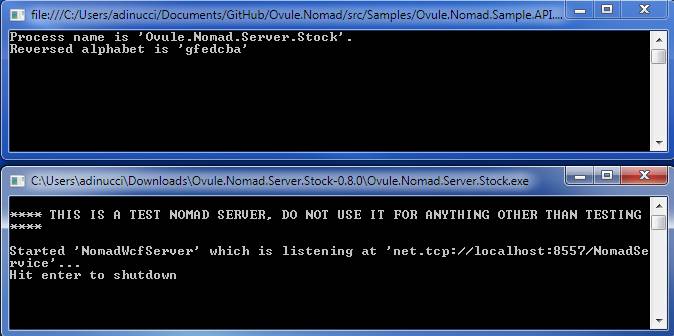 file:///C:/Users/adinucci/Documents/GitHub/Ovule.Nomad/src/Samples/Ovule.Nomad.Sample.API....
Process name is 'Ovule.Nomad.Server.Stock'.
Reversed alphabet is 'gfedcba'
C:\Users\adinucci\Downloads\Ovule.Nomad.Server.Stock-0.8.0\Ovule.Nomad.Server.Stock.exe
**** THIS IS A TEST NOMAD SERVER, DO NOT USE IT FOR ANYTHING OTHER THAN TESTING
****
Started 'NomadWcfServer' which is listening at 'net.tcp://localhost:8557/NomadSe
rvice'...
Hit enter to shutdown